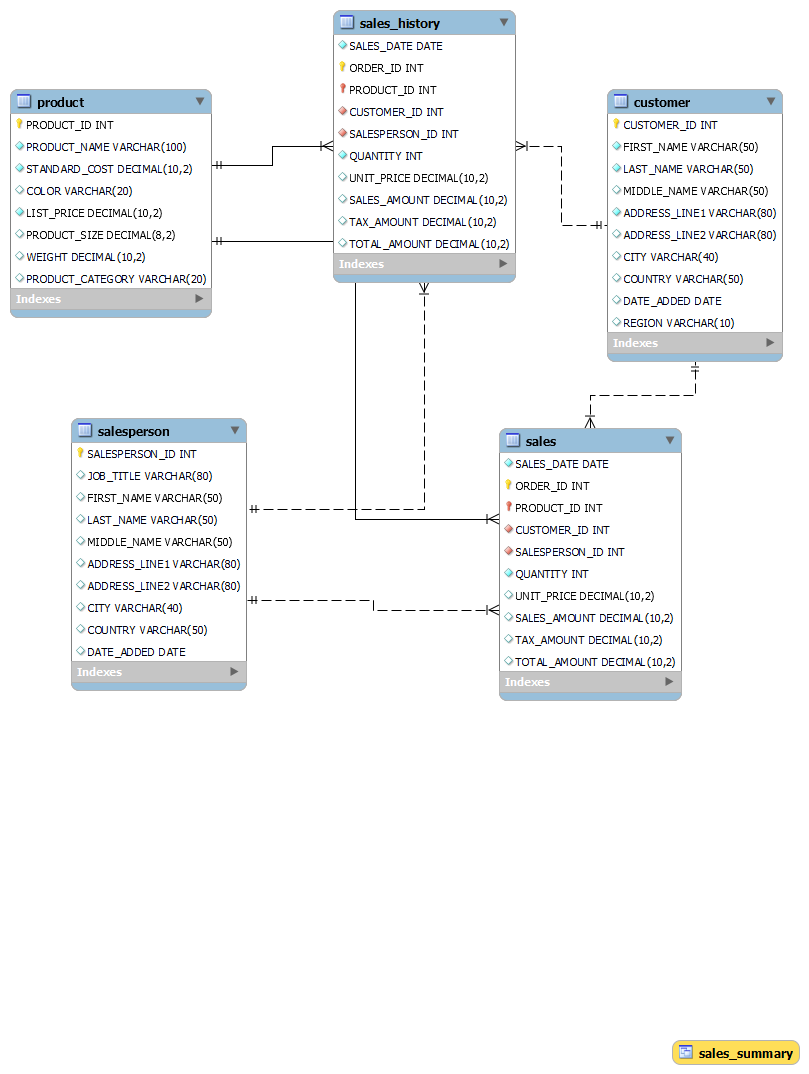 sales_history
SALES_DATE DATE
ORDER_ID INT
PRODUCT_ID INT
CUSTOMER_ID INT
SALESPERSON_ID INT
QUANTITY INT
UNIT_PRICE DECIMAL(10,2)
SALES_AMOUNT DECIMAL(10,2)
TAX_AMOUNT DECIMAL(10,2)
TOTAL_AMOUNT DECIMAL(10,2)
Indexes
product
PRODUCT_ID INT
PRODUCT_NAME VARCHAR(100)
STANDARD_COST DECIMAL(10,2)
COLOR VARCHAR(20)
LIST_PRICE DECIMAL(10,2)
PRODUCT_SIZE DECIMAL(8,2)
WEIGHT DECIMAL(10,2)
PRODUCT_CATEGORY VARCHAR(20)
Indexes
customer
CUSTOMER_ID INT
FIRST_NAME VARCHAR(50)
LAST_NAME VARCHAR(50)
MIDDLE_NAME VARCHAR(50)
ADDRESS_LINE1 VARCHAR(80)
ADDRESS_LINE2 VARCHAR(80)
CITY VARCHAR(40)
COUNTRY VARCHAR(50)
DATE_ADDED DATE
REGION VARCHAR(10)
Indexes
salesperson
SALESPERSON_ID INT
JOB_TITLE VARCHAR(80)
FIRST_NAME VARCHAR(50)
LAST_NAME VARCHAR(50)
MIDDLE_NAME VARCHAR(50)
ADDRESS_LINE1 VARCHAR(80)
ADDRESS_LINE2 VARCHAR(80)
CITY VARCHAR(40)
COUNTRY VARCHAR(50)
DATE_ADDED DATE
Indexes
sales
SALES_DATE DATE
ORDER_ID INT
PRODUCT_ID INT
CUSTOMER_ID INT
SALESPERSON_ID INT
QUANTITY INT
UNIT_PRICE DECIMAL(10,2)
SALES_AMOUNT DECIMAL(10,2)
TAX_AMOUNT DECIMAL(10,2)
TOTAL_AMOUNT DECIMAL(10,2)
Indexes
sales_summary